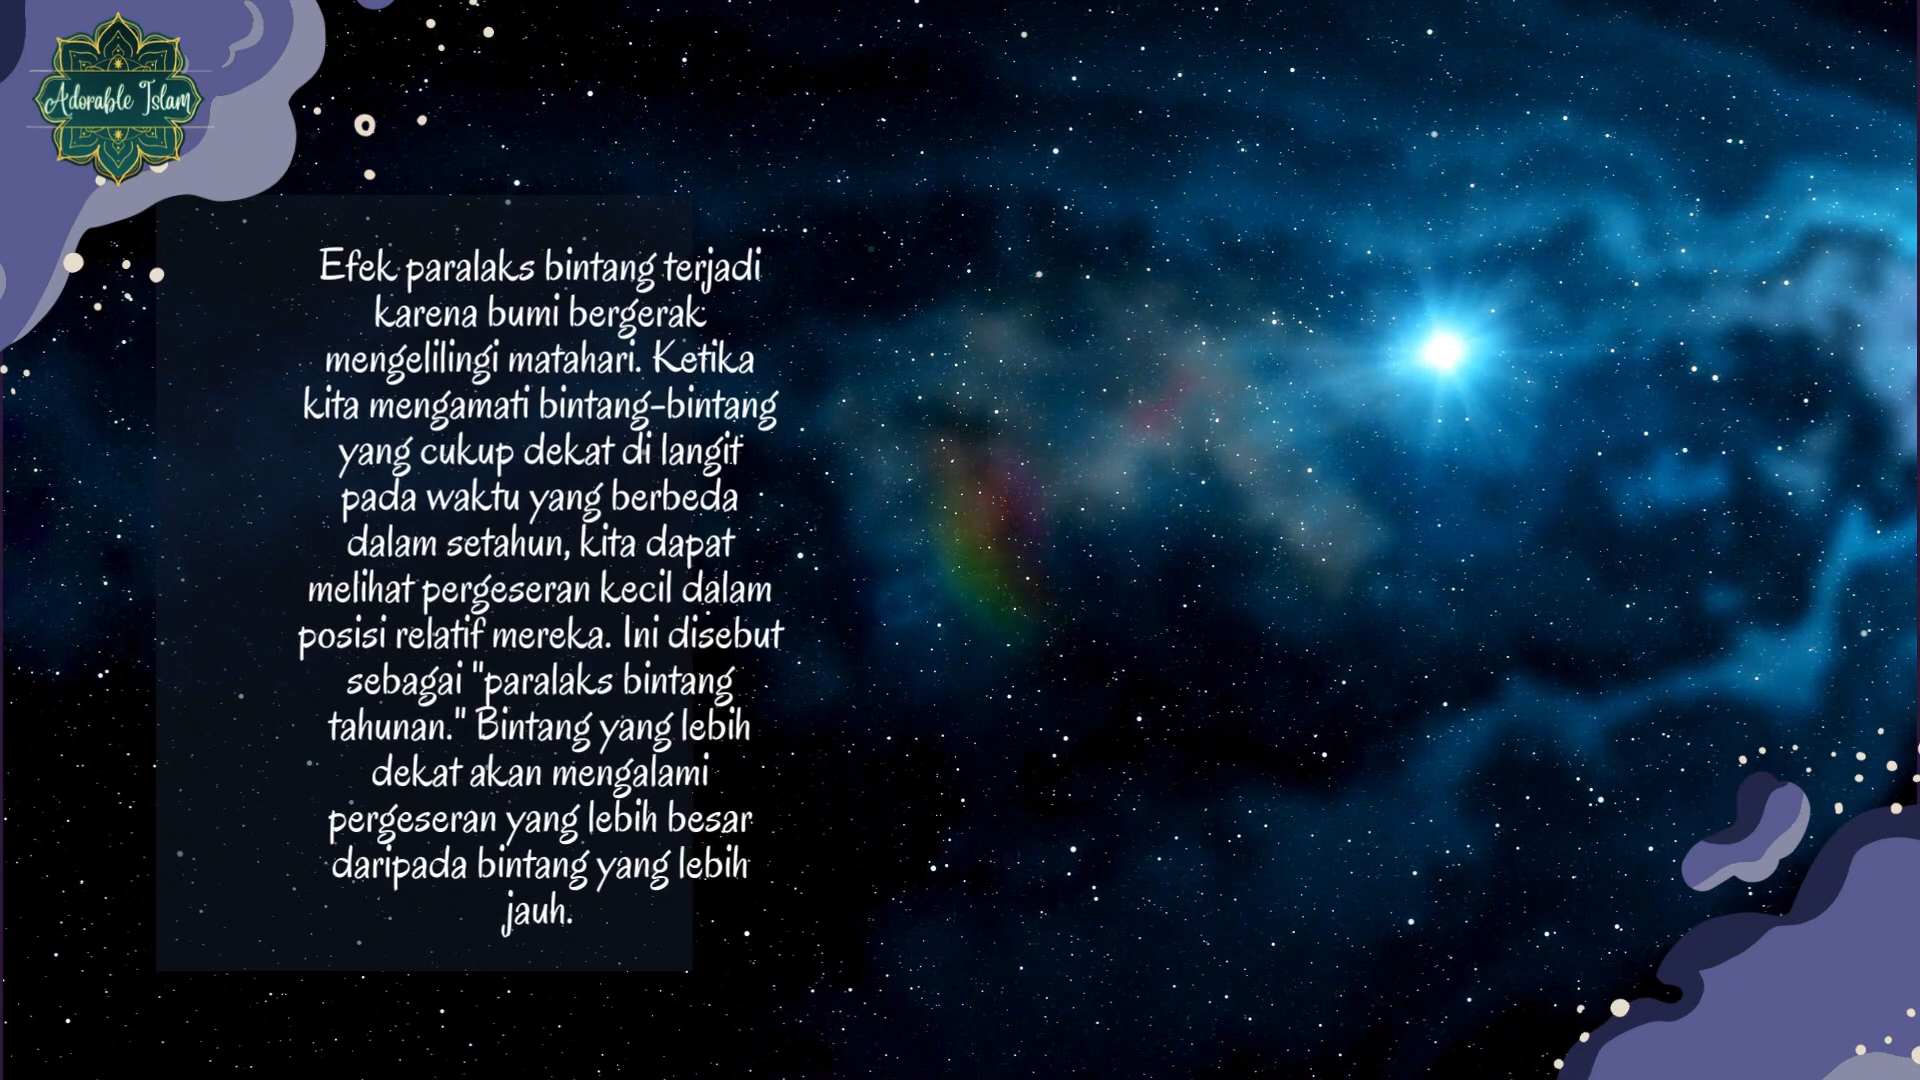 Adorable Islam
Efek paralaks bintang terjadi
karena bumi bergerak
mengelilingi matahari. Ketika
kita mengamati bintang-bintang
yang cukup dekat di langit
pada waktu yang berbeda
dalam setahun, kita dapat
melihat pergeseran kecil dalam
posisi relatif mereka. Ini disebut
sebagai "paralaks bintang
tahunan." Bintang yang lebih
dekat akan mengalami
pergeseran yang lebih besar
daripada bintang yang lebih
jauh.